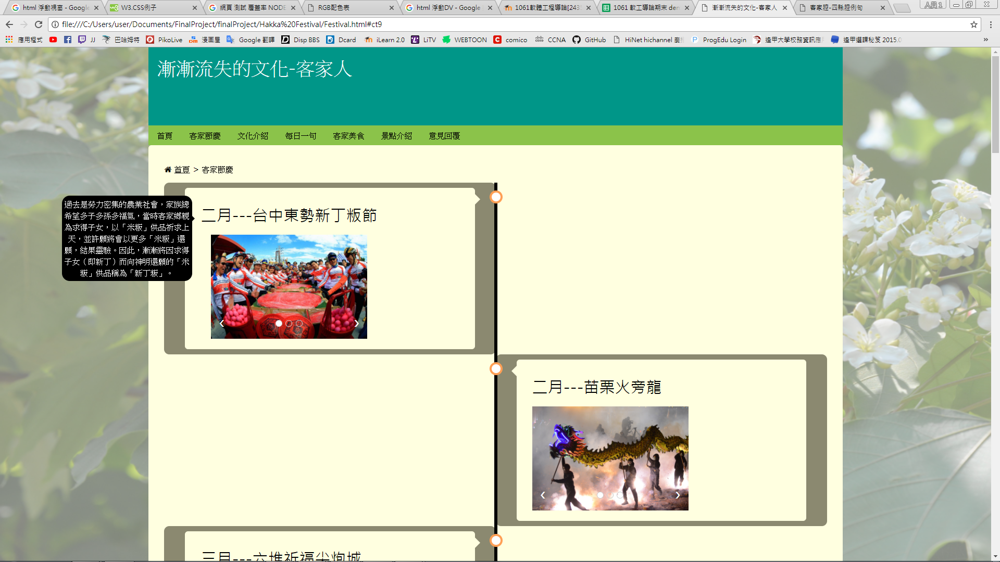 html 浮動視窗 - Google
W3.CSS例子
網頁 測試 覆蓋率 NODE
RGB配色表
html 浮動DV - Google
1061軟體工程導論[2435
1061 軟工導論期末 dem
漸漸流失的文化-客家人
客家腔-四縣腔例句
人員1
file:///C:/Users/user/Documents/FinalProject/finalProject/Hakka%20Festival/Festival.html#ct9
應用程式
JJ
巴哈姆特
PikoLive
漫画屋
Google 翻譯
Disp BBS
Dcard
iLearn 2.0
LiTV
WEBTOON
comico
CCNA
GitHub
HiNet hichannel 廣播
ProgEdu Login
逢甲大學校務資訊應用
逢甲選課秘笈 2015.0
漸漸流失的文化-客家人
首頁
客家節慶
文化介紹
每日一句
客家美食
景點介紹
意見回覆
首頁 > 客家節慶
過去是勞力密集的農業社會，家族總
希望多子多孫多福氣，當時客家鄉親
為求得子女，以「米粄」供品祈求上
天，並許願將會以更多「米粄」還
願，結果靈驗。因此，漸漸將因求得
子女（即新丁）而向神明還願的「米
粄」供品稱為「新丁粄」。
二月---台中東勢新丁粄節
二月---苗栗火旁龍
三月---六堆祈福尖炮城